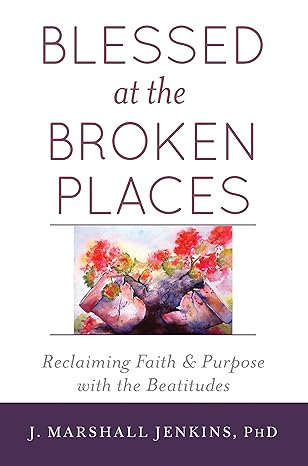 BLESSED
at the
BROKEN
PLACES
Reclaiming Faith & Purpose
with the Beatitudes
J. MARSHALL JENKINS, PHD